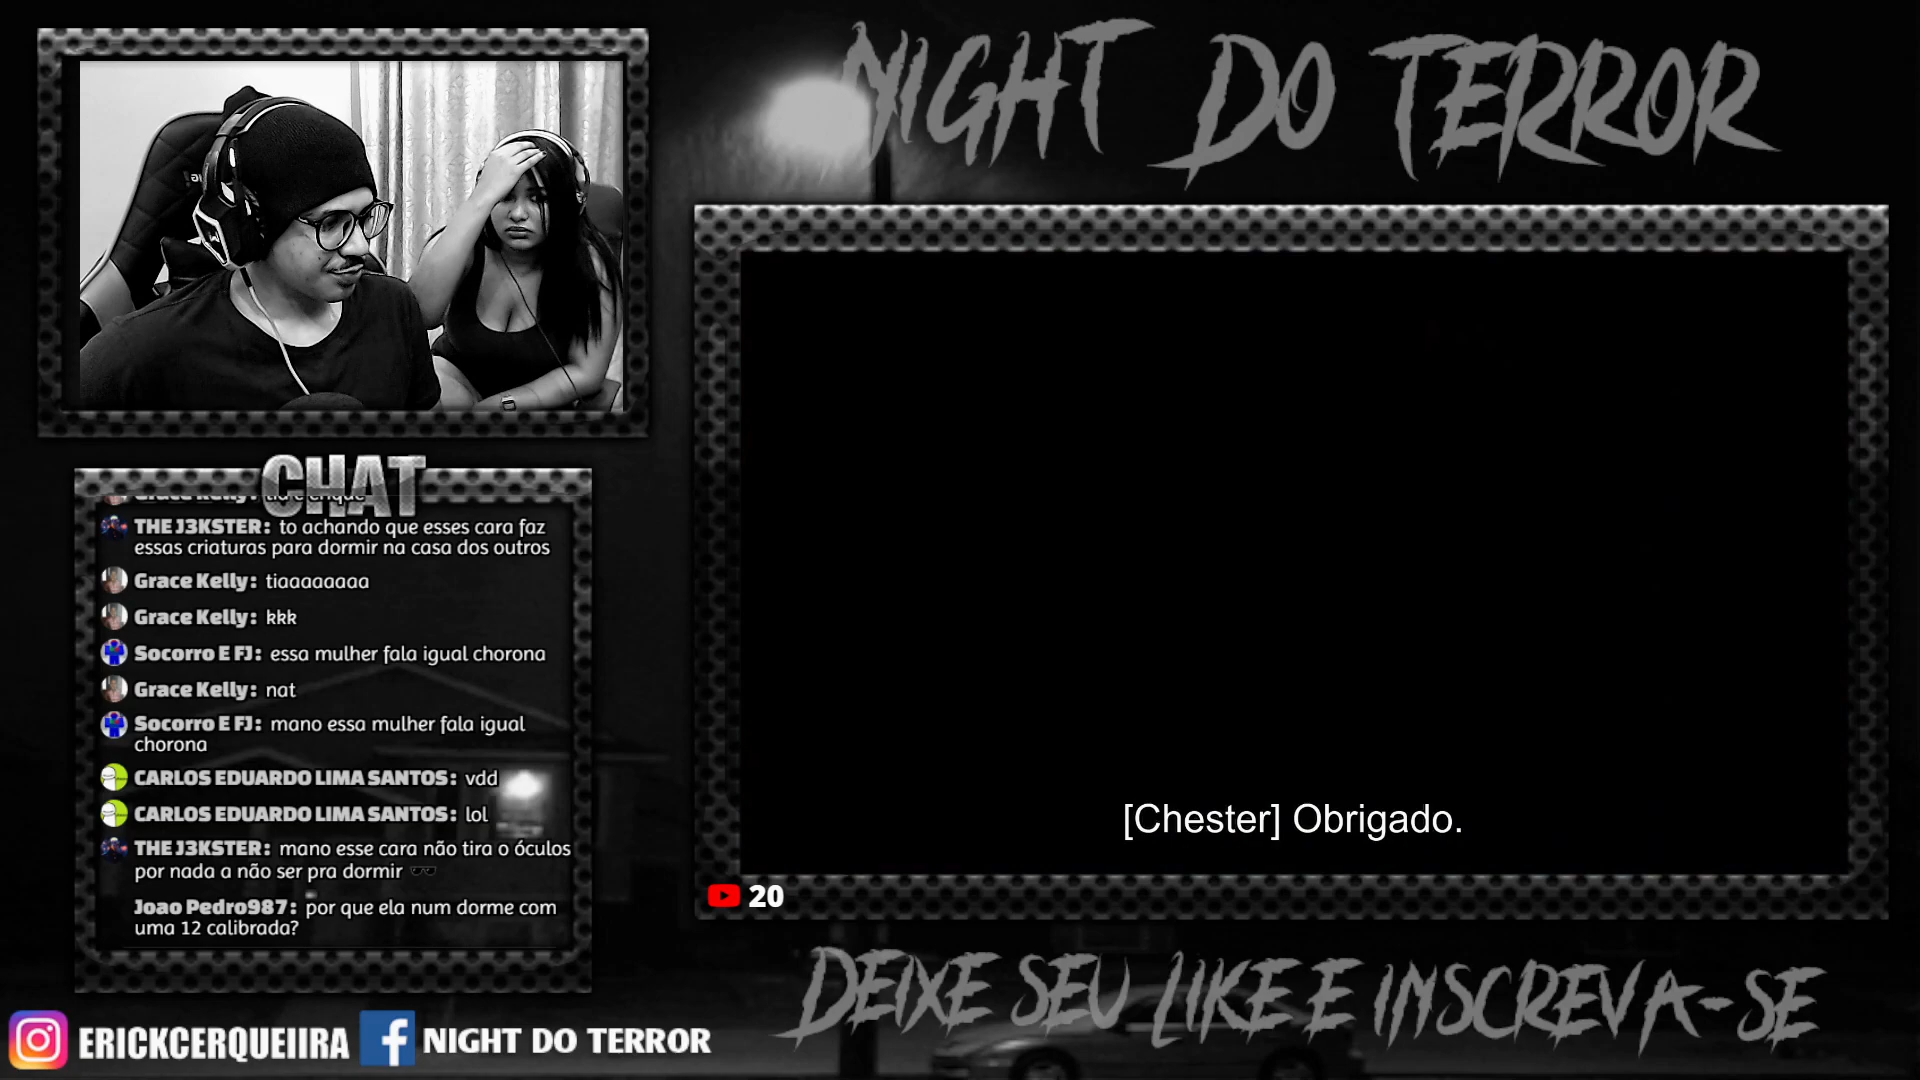 NIGHT DO TERROR
CHAT
Grace Kelly:
THE J3KSTER: to achando que esses cara faz
essas criaturas para dormir na casa dos outros
Grace Kelly: tiaaaaaaaa
Grace Kelly: kkk
Socorro E FJ: essa mulher fala igual chorona
Grace Kelly: nat
Socorro E FJ: mano essa mulher fala igual
chorona
CARLOS EDUARDO LIMA SANTOS: vdd
CARLOS EDUARDO LIMA SANTOS: lol
THE J3KSTER: mano esse cara não tira o óculos
por nada a não ser pra dormir 🕶️
Joao Pedro987: por que ela num dorme com
uma 12 calibrada?
[Chester] Obrigado.
20
DEIXE SEU LIKE E INSCREVA-SE
ERICKCERQUEIIRA
NIGHT DO TERROR